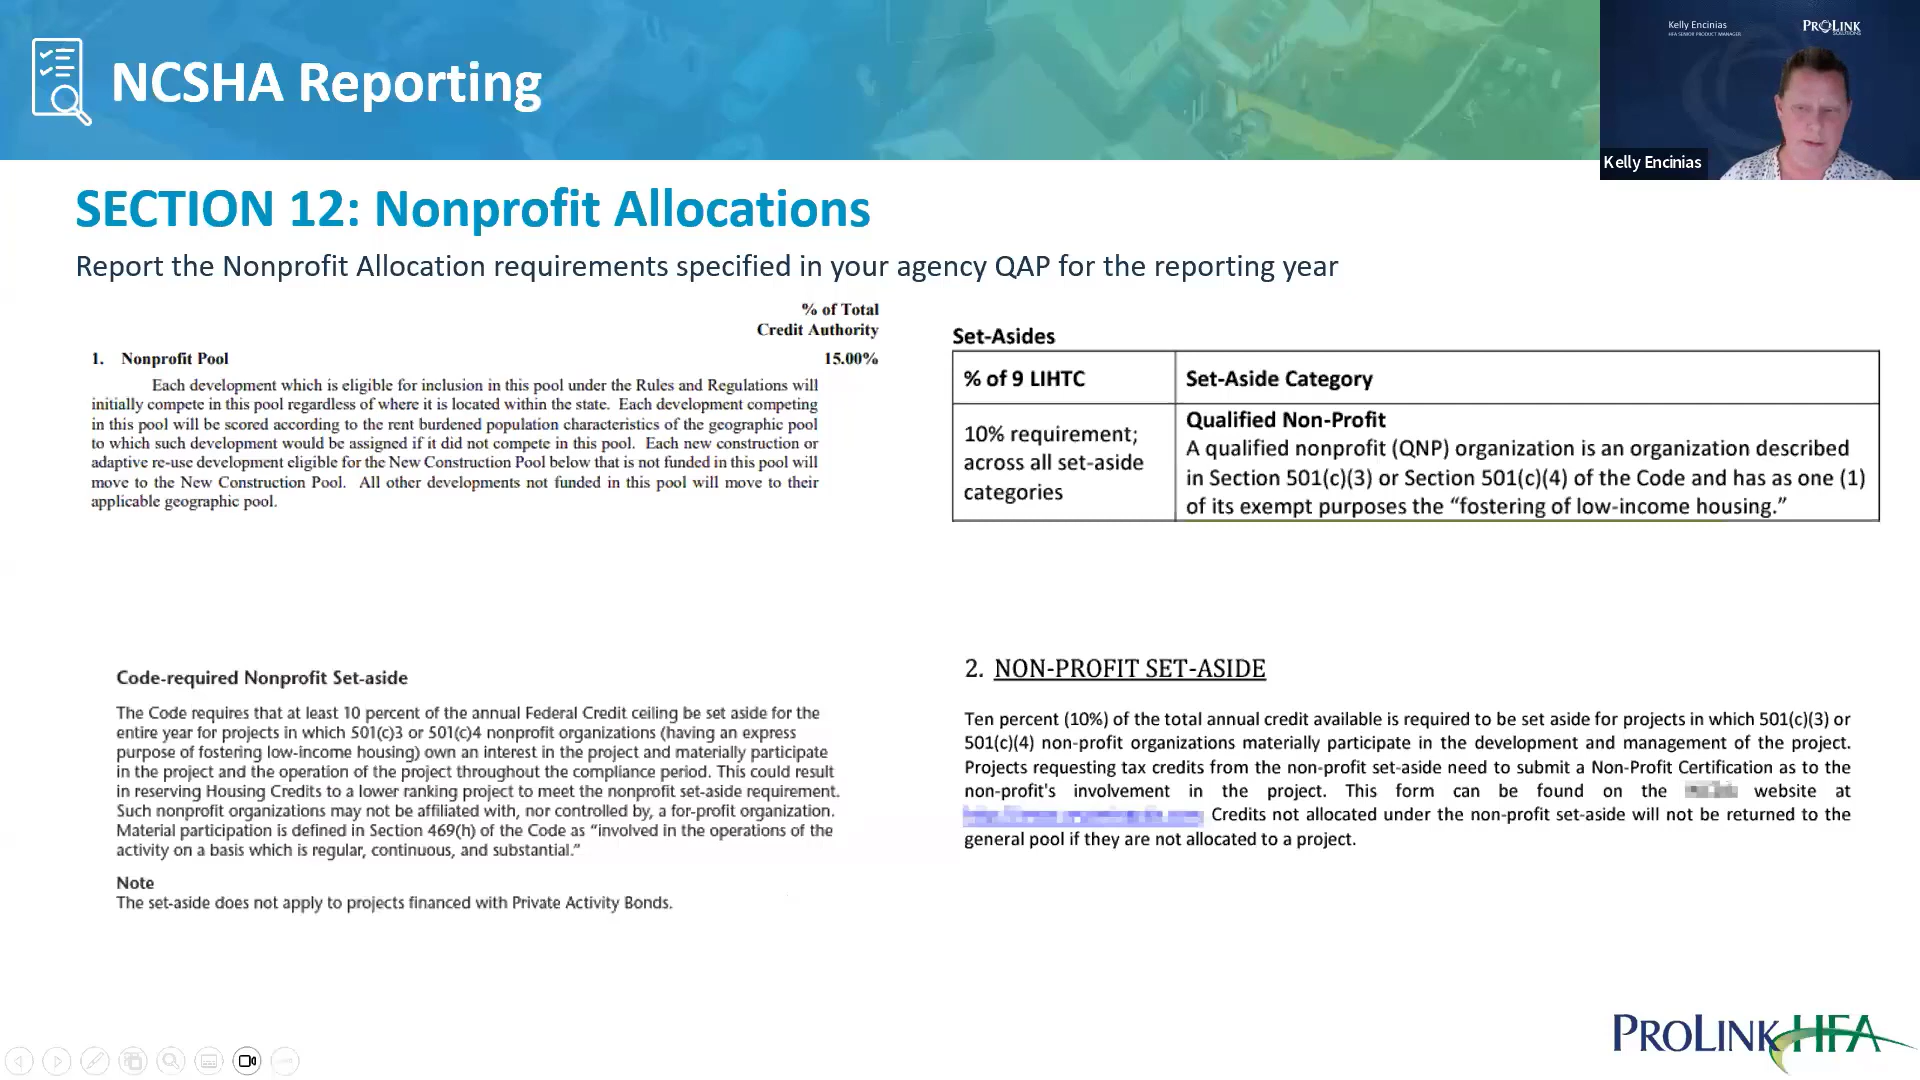 NCSHA Reporting
Kelly Encinias
HFA SENIOR PRODUCT MANAGER
PROLINK
SOLUTIONS
Kelly Encinias
SECTION 12: Nonprofit Allocations
Report the Nonprofit Allocation requirements specified in your agency QAP for the reporting year
% of Total
Credit Authority
1. Nonprofit Pool 15.00%
Each development which is eligible for inclusion in this pool under the Rules and Regulations will
initially compete in this pool regardless of where it is located within the state. Each development competing
in this pool will be scored according to the rent burdened population characteristics of the geographic pool
to which such development would be assigned if it did not compete in this pool. Each new construction or
adaptive re-use development eligible for the New Construction Pool below that is not funded in this pool will
move to the New Construction Pool. All other developments not funded in this pool will move to their
applicable geographic pool.
Set-Asides
% of 9 LIHTC
Set-Aside Category
10% requirement;
across all set-aside
categories
Qualified Non-Profit
A qualified nonprofit (QNP) organization is an organization described
in Section 501(c)(3) or Section 501(c)(4) of the Code and has as one (1)
of its exempt purposes the “fostering of low-income housing.”
Code-required Nonprofit Set-aside
The Code requires that at least 10 percent of the annual Federal Credit ceiling be set aside for the
entire year for projects in which 501(c)3 or 501(c)4 nonprofit organizations (having an express
purpose of fostering low-income housing) own an interest in the project and materially participate
in the project and the operation of the project throughout the compliance period. This could result
in reserving Housing Credits to a lower ranking project to meet the nonprofit set-aside requirement.
Such nonprofit organizations may not be affiliated with, nor controlled by, a for-profit organization.
Material participation is defined in Section 469(h) of the Code as “involved in the operations of the
activity on a basis which is regular, continuous, and substantial.”
Note
The set-aside does not apply to projects financed with Private Activity Bonds.
2. NON-PROFIT SET-ASIDE
Ten percent (10%) of the total annual credit available is required to be set aside for projects in which 501(c)(3) or
501(c)(4) non-profit organizations materially participate in the development and management of the project.
Projects requesting tax credits from the non-profit set-aside need to submit a Non-Profit Certification as to the
non-profit's involvement in the project. This form can be found on the website at
Credits not allocated under the non-profit set-aside will not be returned to the
general pool if they are not allocated to a project.
PROLINK HFA